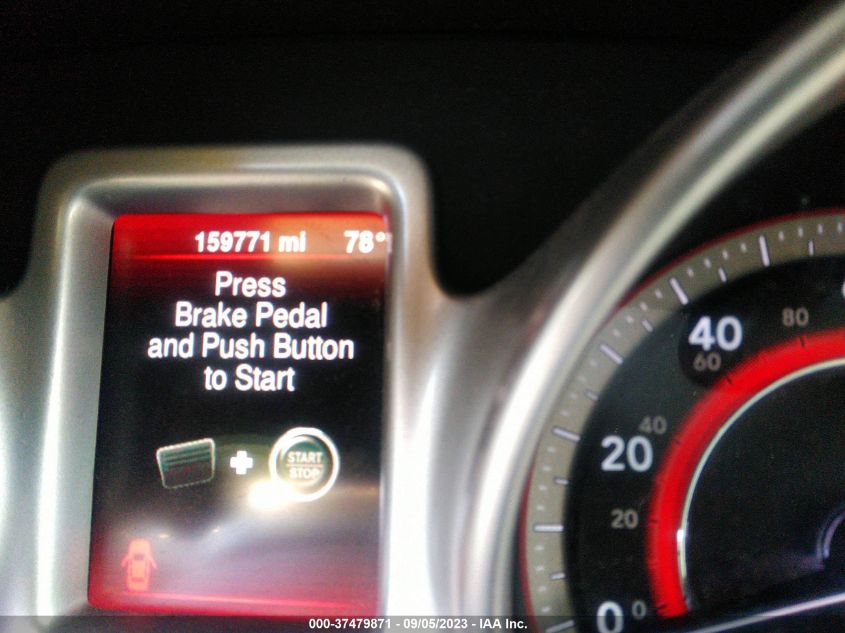 159771 mi 78°
Press
Brake Pedal
and Push Button
to Start
START
STOP
80
40
60
40
20
20
0
0
000-37479871 - 09/05/2023 - IAA Inc.